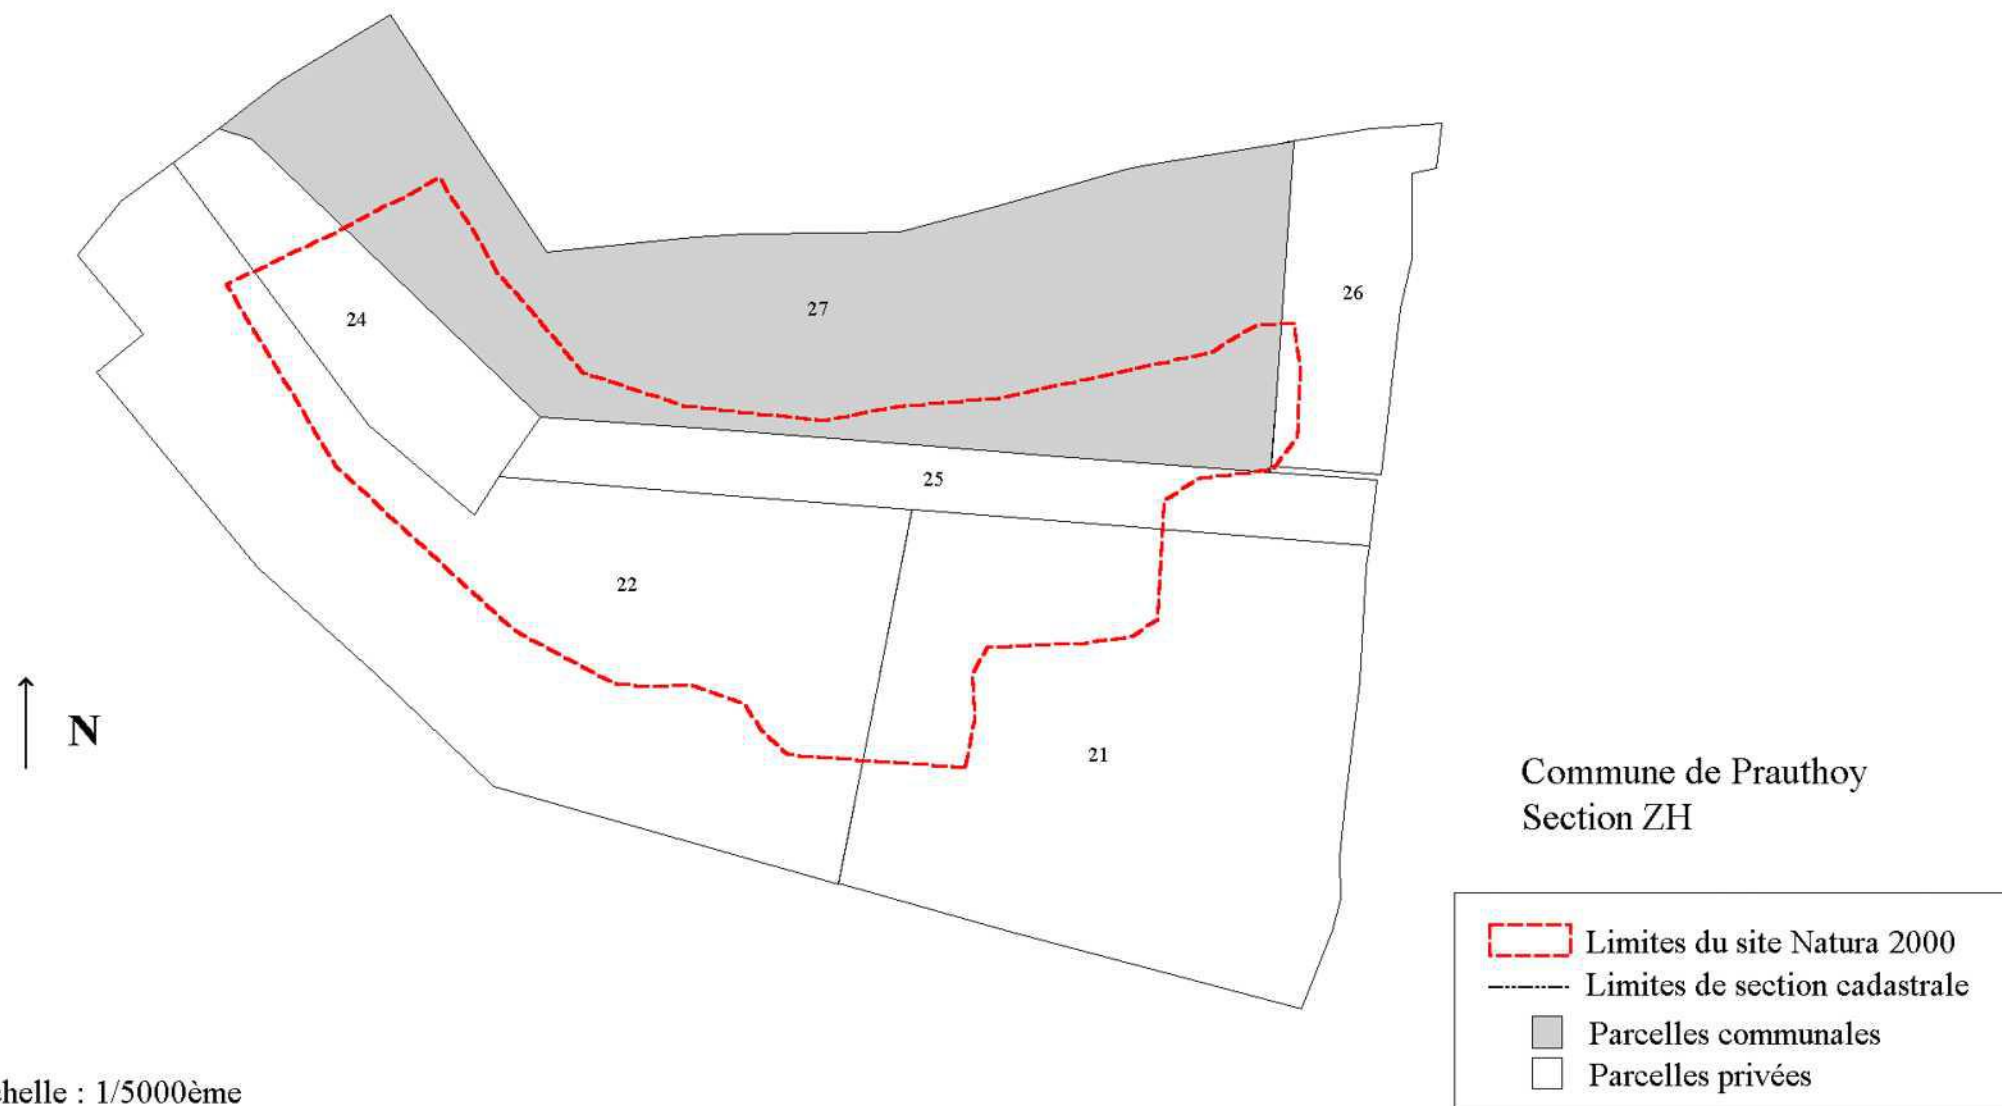 27
26
24
25
22
21
N
Commune de Prauthoy
Section ZH
Limites du site Natura 2000
Limites de section cadastrale
Parcelles communales
Parcelles privées
helle : 1/5000ème